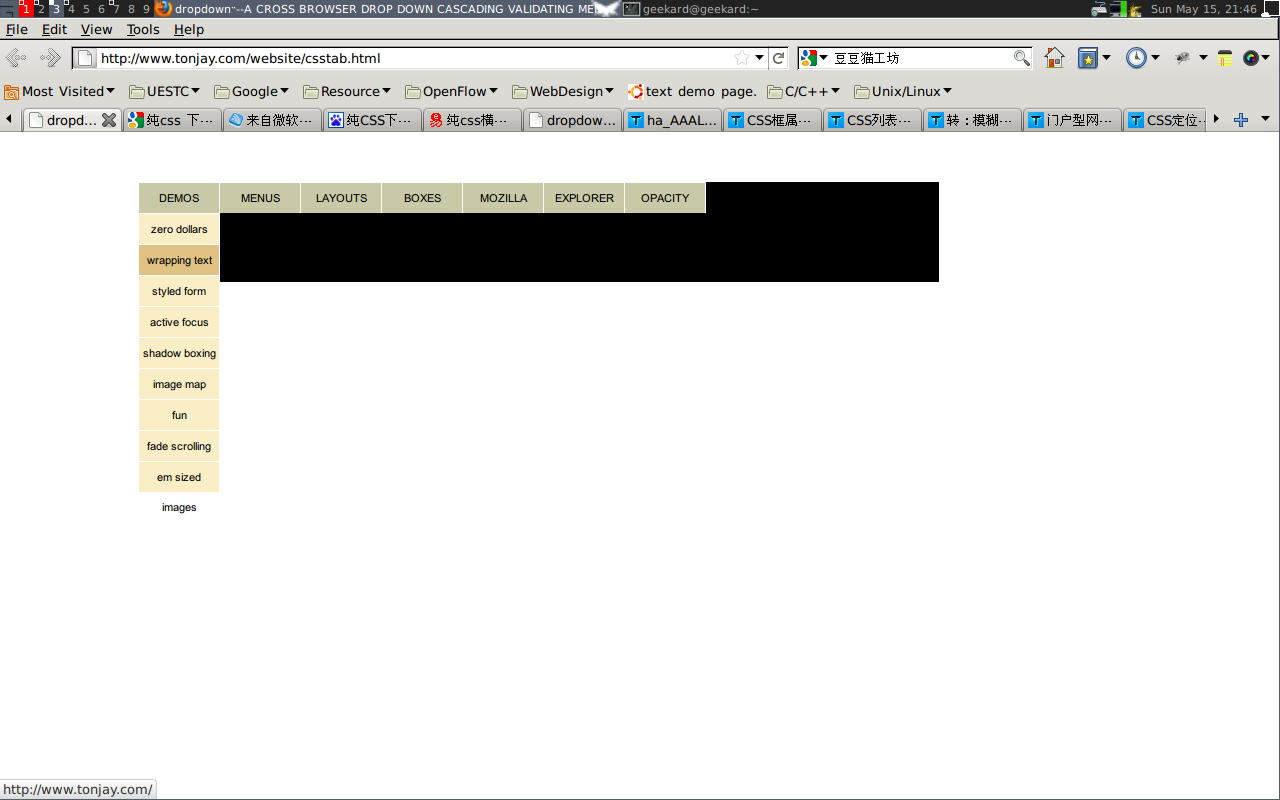 1 2 3 4 5 6 7 8 9 dropdown"--A CROSS BROWSER DROP DOWN CASCADING VALIDATING ME geekard@geekard:~ Sun May 15, 21:46
File Edit View Tools Help
http://www.tonjay.com/website/csstab.html 豆豆猫工坊
Most Visited UESTC Google Resource OpenFlow WebDesign text demo page. C/C++ Unix/Linux
dropd... 纯css 下... 来自微软... 纯CSS下... 纯css横... dropdow... ha_AAAL... CSS框属... CSS列表... 转：模糊... 门户型网... CSS定位
DEMOS MENUS LAYOUTS BOXES MOZILLA EXPLORER OPACITY
zero dollars
wrapping text
styled form
active focus
shadow boxing
image map
fun
fade scrolling
em sized
images
http://www.tonjay.com/